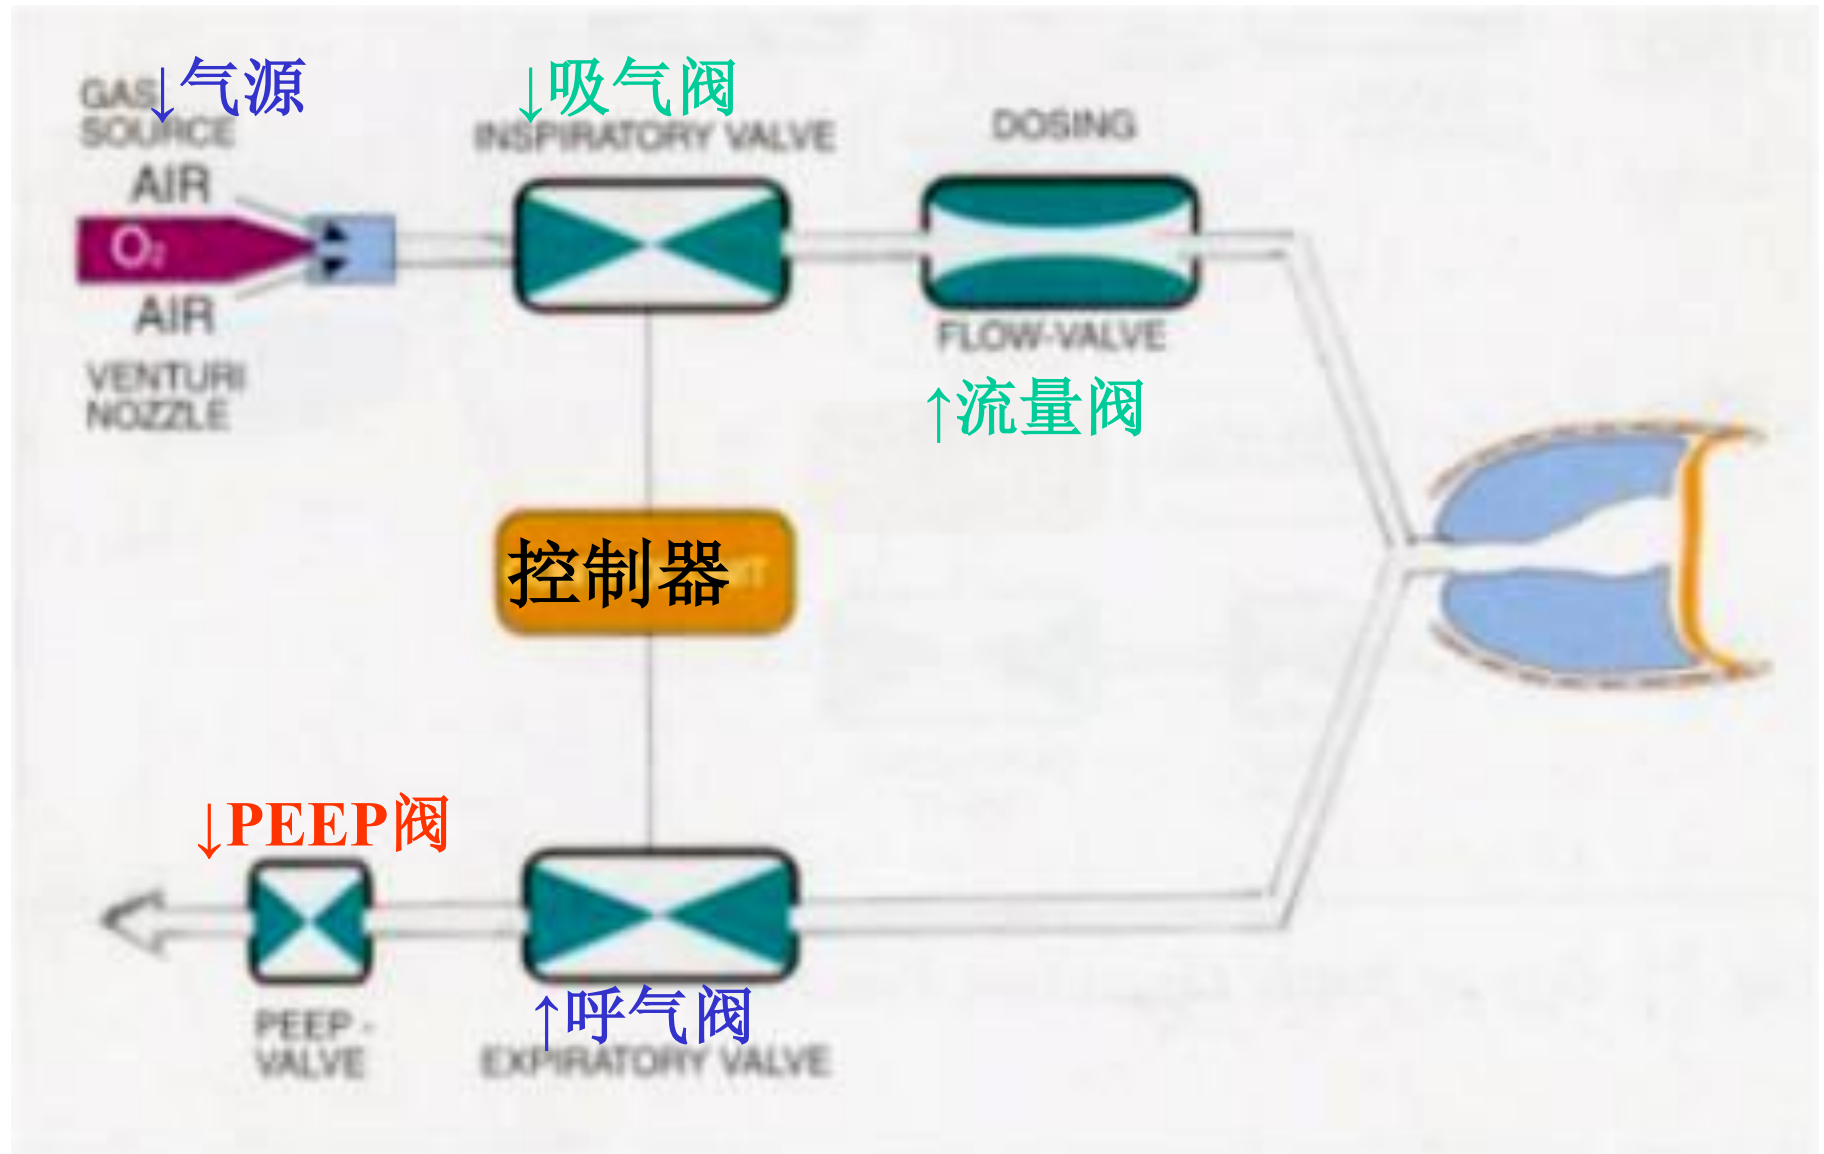 ↓气源
GAS
SOURCE
AIR
O₂
AIR
VENTURI
NOZZLE
↓吸气阀
INSPIRATORY VALVE
DOSING
FLOW-VALVE
↑流量阀
控制器
↓PEEP阀
PEEP -
VALVE
↑呼气阀
EXPIRATORY VALVE